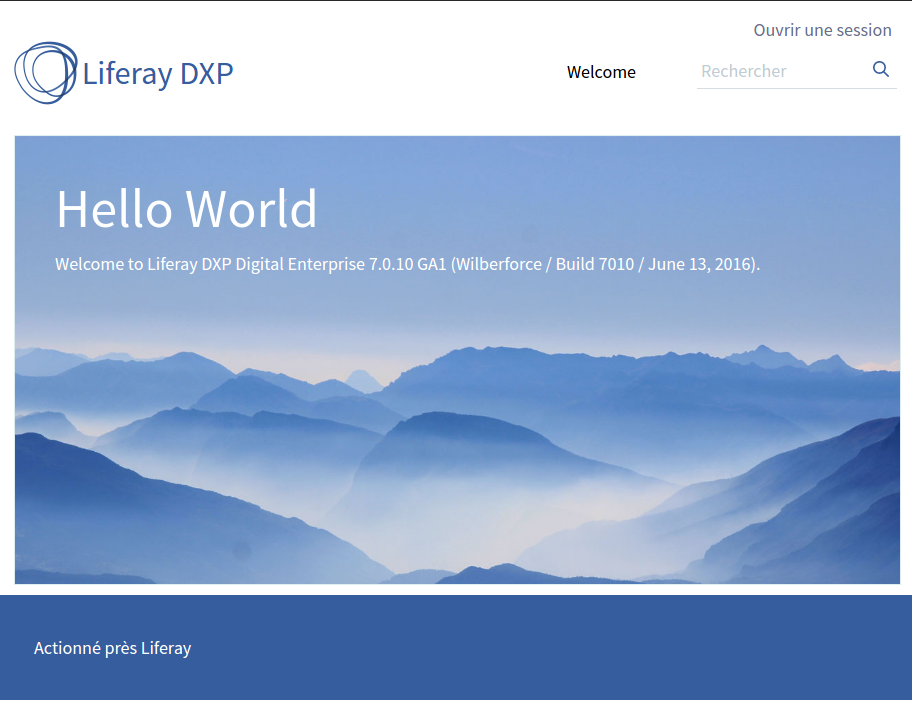 Ouvrir une session
Liferay DXP
Welcome
Rechercher
Hello World
Welcome to Liferay DXP Digital Enterprise 7.0.10 GA1 (Wilberforce / Build 7010 / June 13, 2016).
Actionné près Liferay